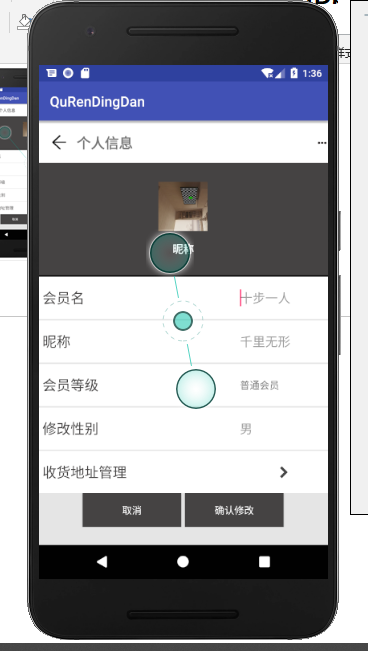 1:36
QuRenDingDan
个人信息
昵称
会员名 十步一人
昵称 千里无形
会员等级 普通会员
修改性别 男
收货地址管理
取消 确认修改